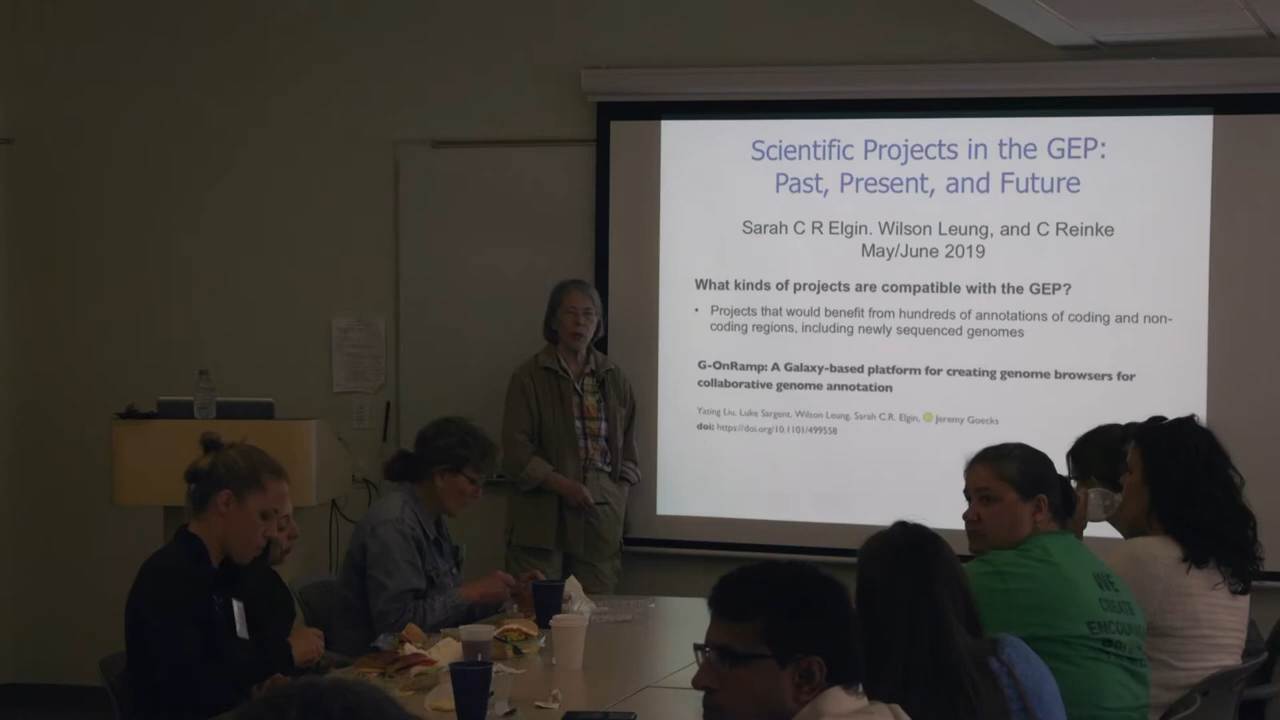 Scientific Projects in the GEP:
Past, Present, and Future
Sarah C R Elgin. Wilson Leung, and C Reinke
May/June 2019
What kinds of projects are compatible with the GEP?
• Projects that would benefit from hundreds of annotations of coding and non-
coding regions, including newly sequenced genomes
G-OnRamp: A Galaxy-based platform for creating genome browsers for
collaborative genome annotation
Yating Liu, Luke Sargent, Wilson Leung, Sarah C.R. Elgin, Jeremy Goecks
doi: https://doi.org/10.1101/499558
WE
CREATE